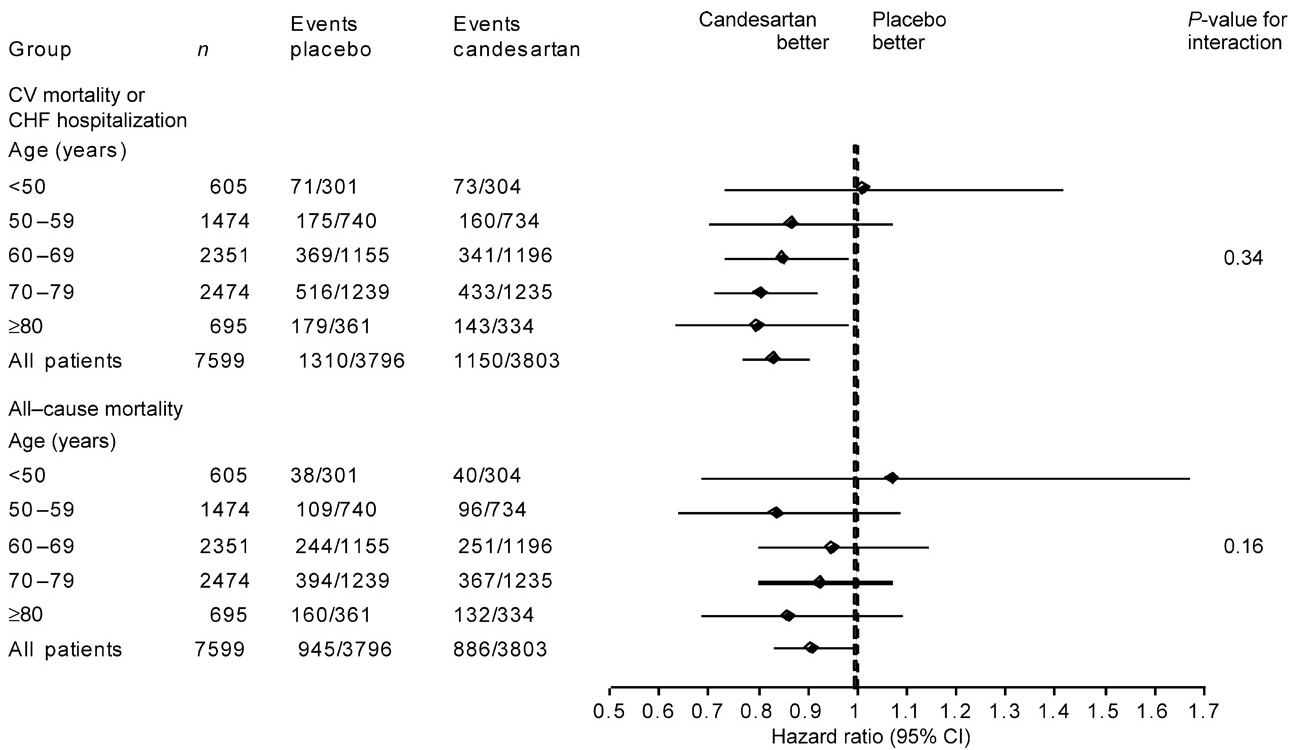 Group n Events placebo Events candesartan Candesartan better Placebo better P-value for interaction
CV mortality or
CHF hospitalization
Age (years)
<50 605 71/301 73/304
50–59 1474 175/740 160/734
60–69 2351 369/1155 341/1196 0.34
70–79 2474 516/1239 433/1235
≥80 695 179/361 143/334
All patients 7599 1310/3796 1150/3803
All–cause mortality
Age (years)
<50 605 38/301 40/304
50–59 1474 109/740 96/734
60–69 2351 244/1155 251/1196 0.16
70–79 2474 394/1239 367/1235
≥80 695 160/361 132/334
All patients 7599 945/3796 886/3803
0.5 0.6 0.7 0.8 0.9 1 1.1 1.2 1.3 1.4 1.5 1.6 1.7
Hazard ratio (95% CI)